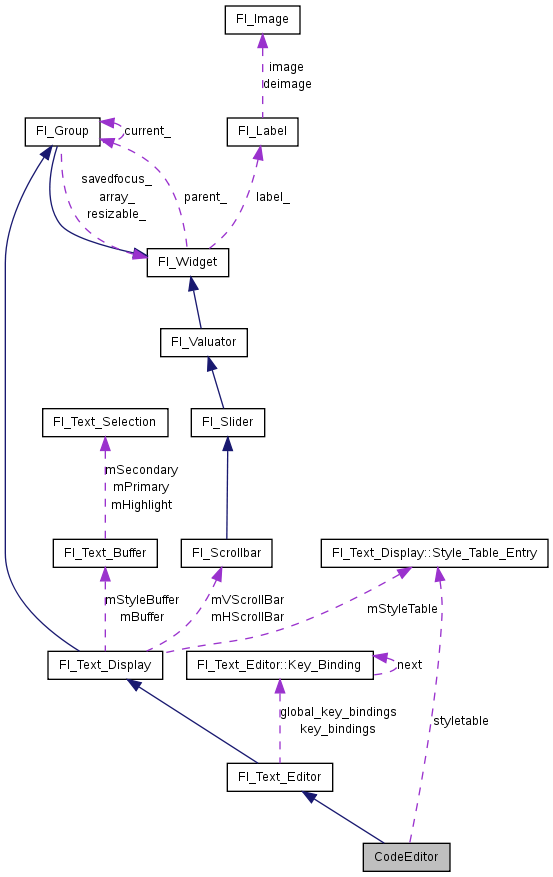 Fl_Image
image
deimage
Fl_Group
current_
Fl_Label
savedfocus_
array_
resizable_
parent_
label_
Fl_Widget
Fl_Valuator
Fl_Text_Selection
Fl_Slider
mSecondary
mPrimary
mHighlight
Fl_Text_Buffer
Fl_Scrollbar
Fl_Text_Display::Style_Table_Entry
mStyleBuffer
mBuffer
mVScrollBar
mHScrollBar
mStyleTable
Fl_Text_Display
Fl_Text_Editor::Key_Binding
next
global_key_bindings
key_bindings
styletable
Fl_Text_Editor
CodeEditor